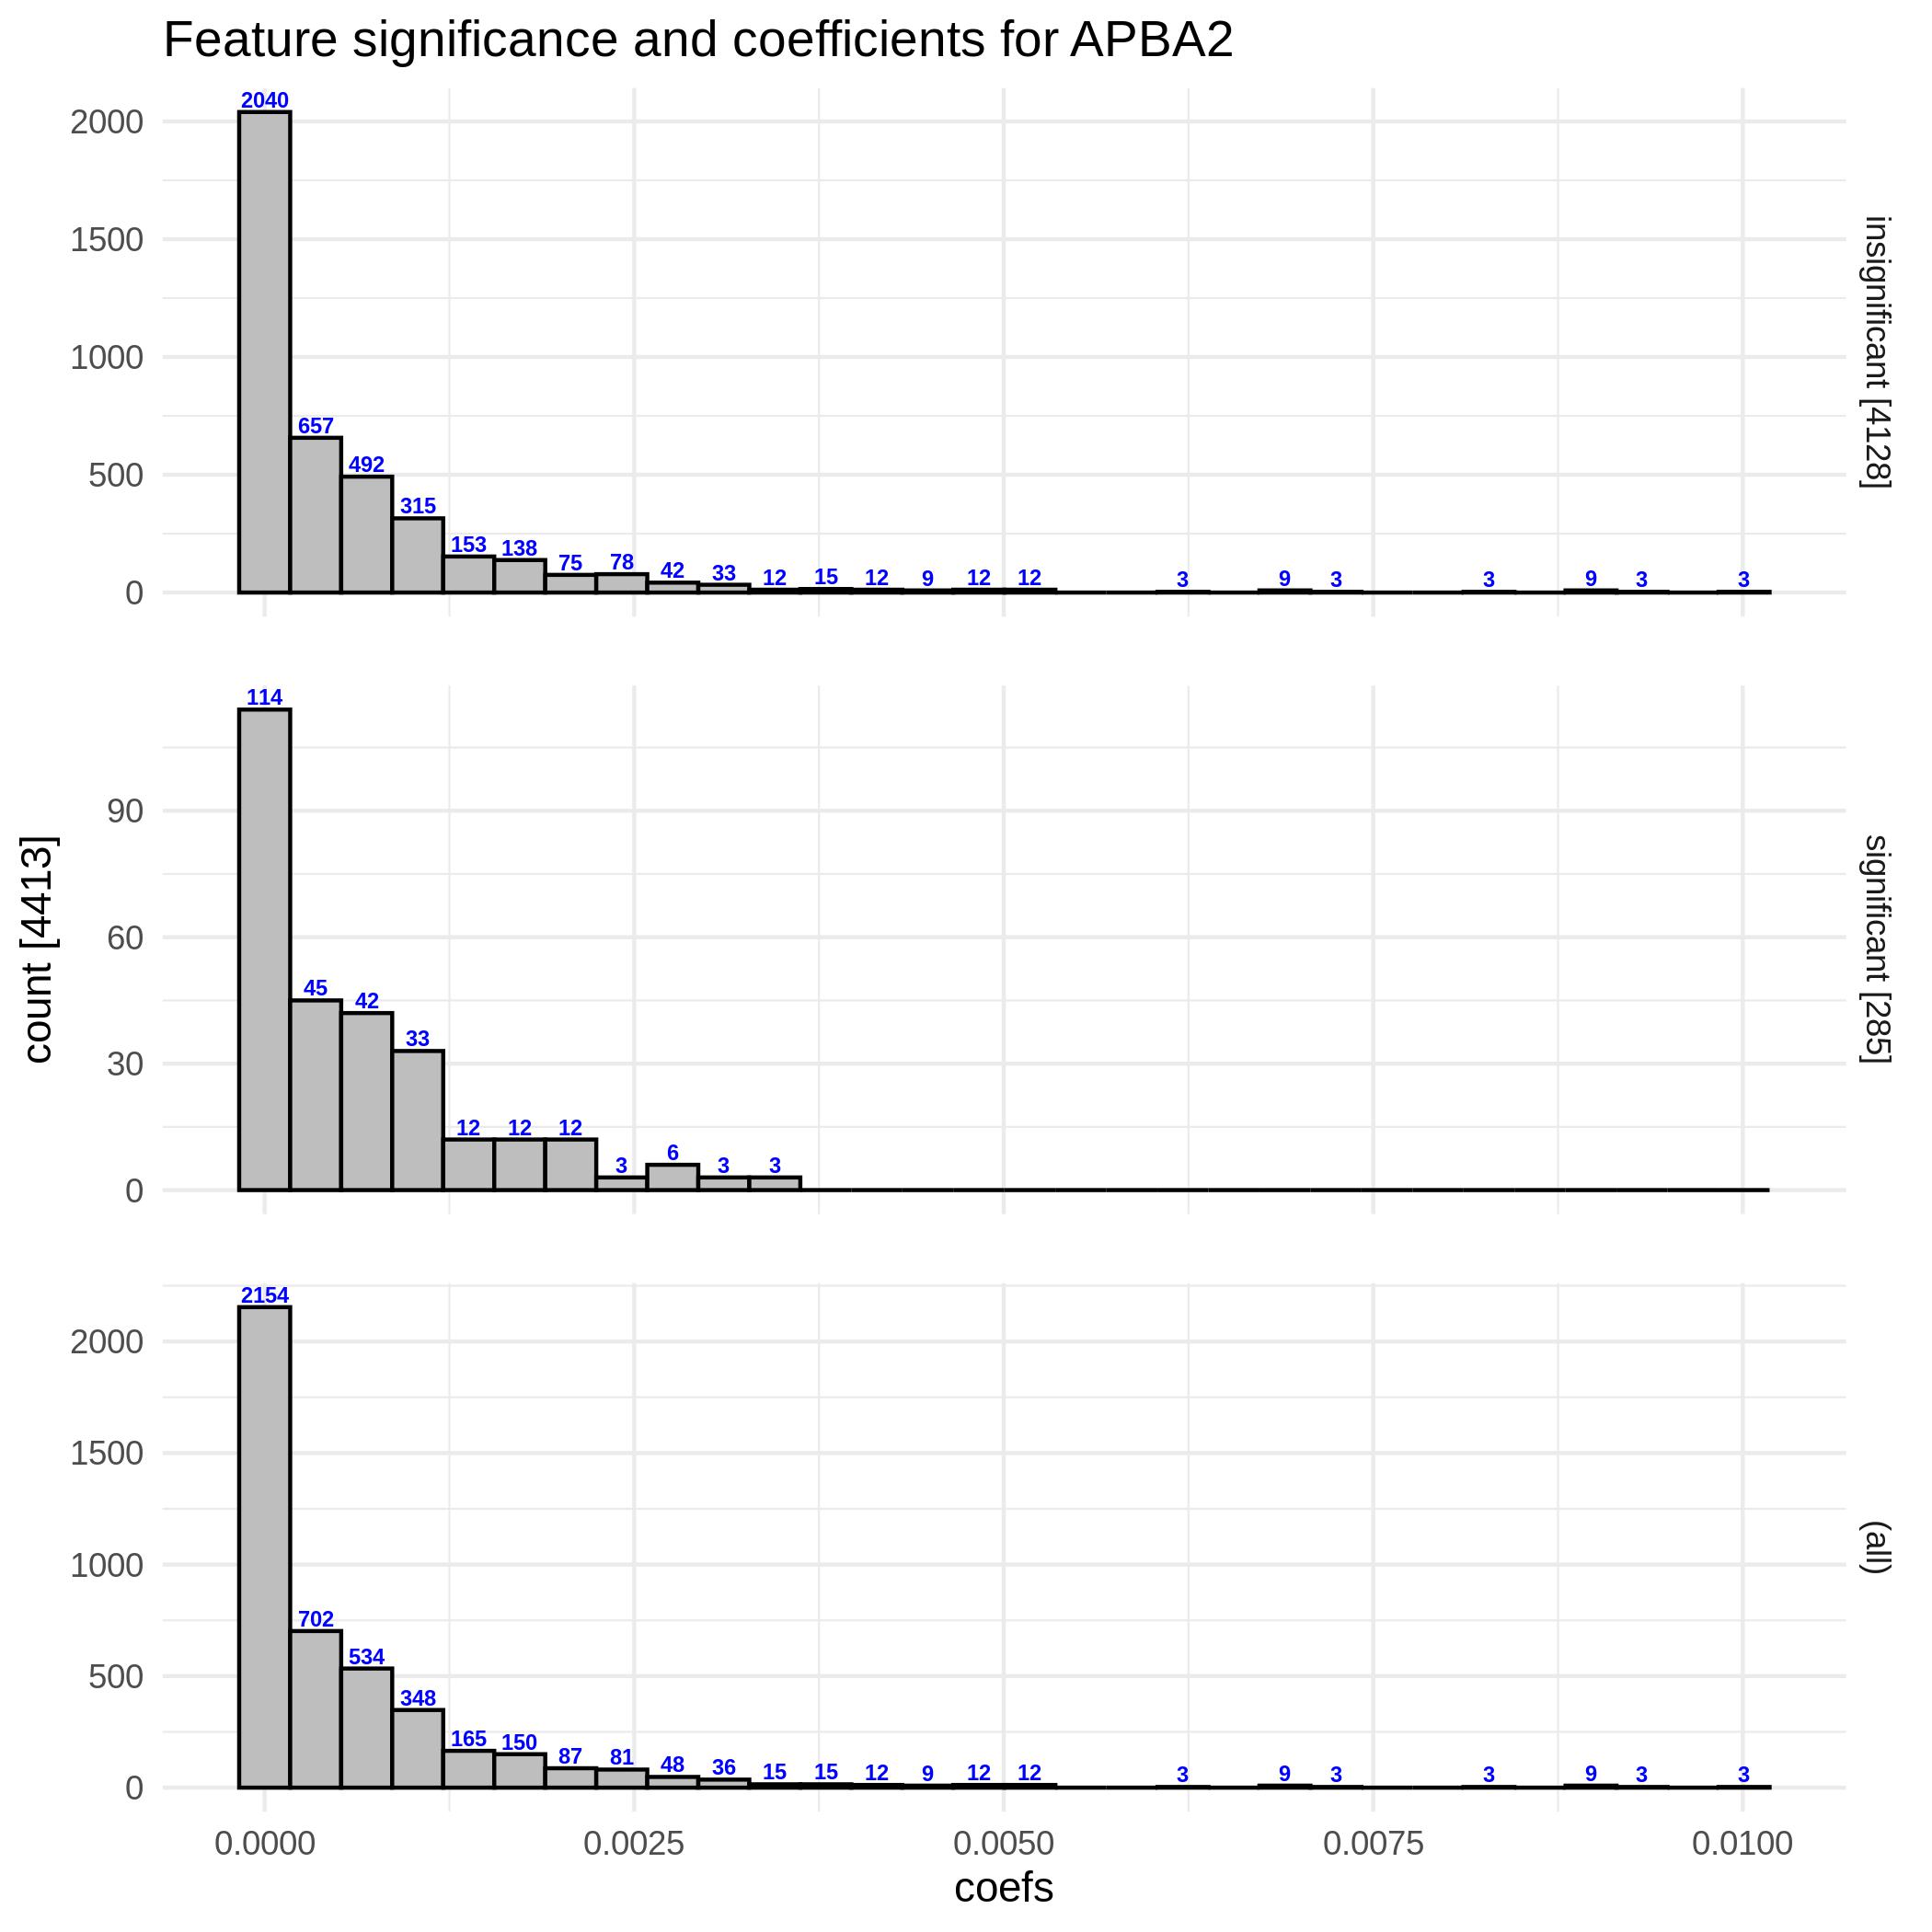 Feature significance and coefficients for APBA2
2040
2000
1500
1000
657
500
492
315
153 138 75 78 42 33 12 15 12 9 12 12 3 9 3 3 9 3 3
0
insignificant [4128]
114
90
60
45
42
33
30
12 12 12
3 6 3 3
0
significant [285]
count [4413]
2154
2000
1500
1000
702
534
500
348
165 150 87 81 48 36 15 15 12 9 12 12 3 9 3 3 9 3 3
0
(all)
0.0000 0.0025 0.0050 0.0075 0.0100
coefs